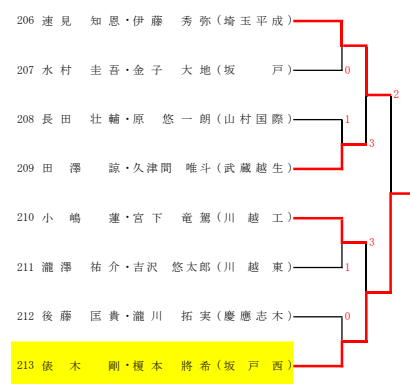 206 速見 知恩・伊藤 秀弥(埼玉平成)
0
207 水村 圭吾・金子 大地(坂戸)
2
208 長田 壮輔・原 悠一朗(山村国際)
1
3
209 田澤 諒・久津間 唯斗(武蔵越生)
210 小嶋 蓮・宮下 竜駕(川越工)
3
211 瀧澤 祐介・吉沢 悠太郎(川越東)
1
212 後藤 匡貴・瀧川 拓実(慶應志木)
0
213 俵木 剛・榎本 將希(坂戸西)